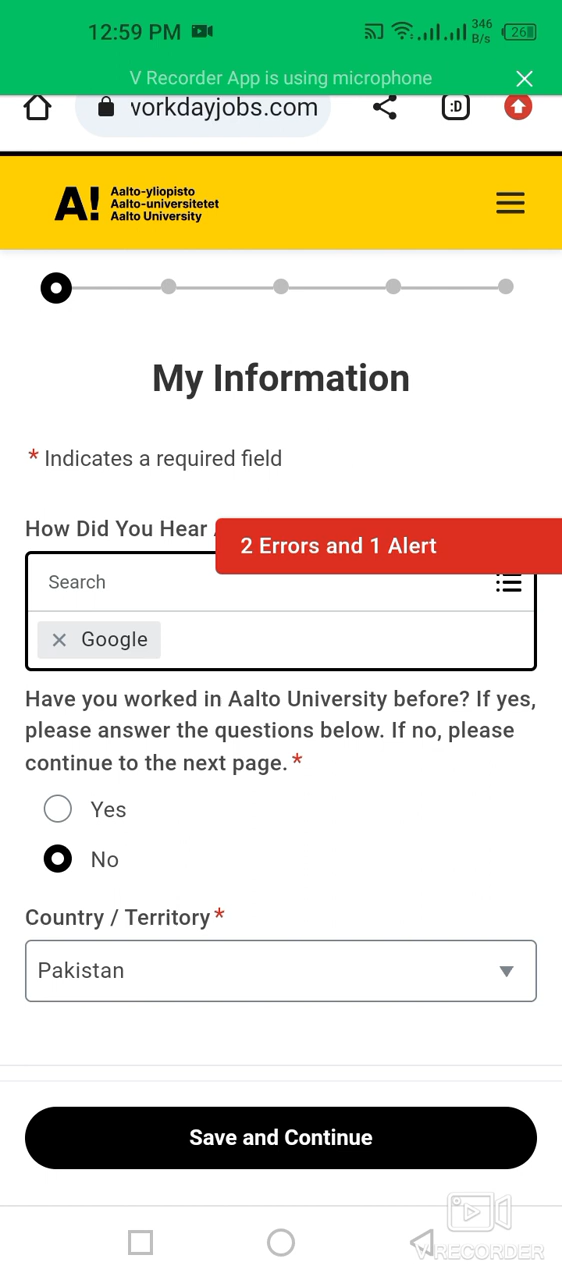 12:59 PM
346
B/s
26
V Recorder App is using microphone
vorkdayjobs.com
:D
A!
Aalto-yliopisto
Aalto-universitetet
Aalto University
My Information
* Indicates a required field
How Did You Hear
2 Errors and 1 Alert
Search
Google
Have you worked in Aalto University before? If yes,
please answer the questions below. If no, please
continue to the next page.*
Yes
No
Country / Territory*
Pakistan
Save and Continue
VRECORDER